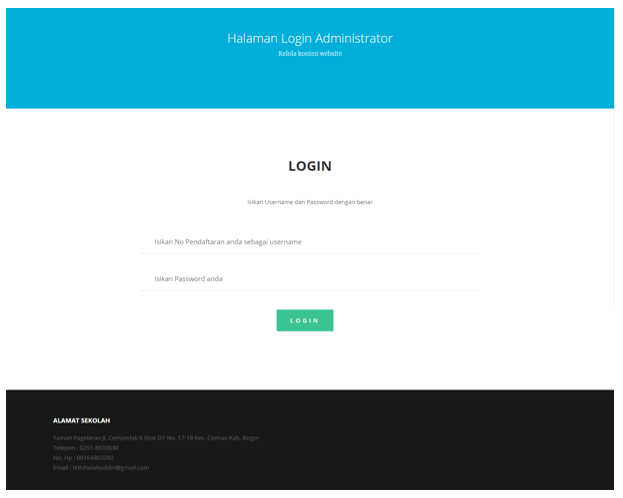 Halaman Login Administrator
Kelola konten website
LOGIN
Isikan Username dan Password dengan benar
Isikan No Pendaftaran anda sebagai username
Isikan Password anda
LOGIN
ALAMAT SEKOLAH
Taman Pagelaran Jl. Cempedak 6 Blok D7 No. 17-18 Kec. Ciomas Kab. Bogor
Telepon : 0251-8633630
No. Hp : 08164803292
Email : tkitsholahuddin@gmail.com